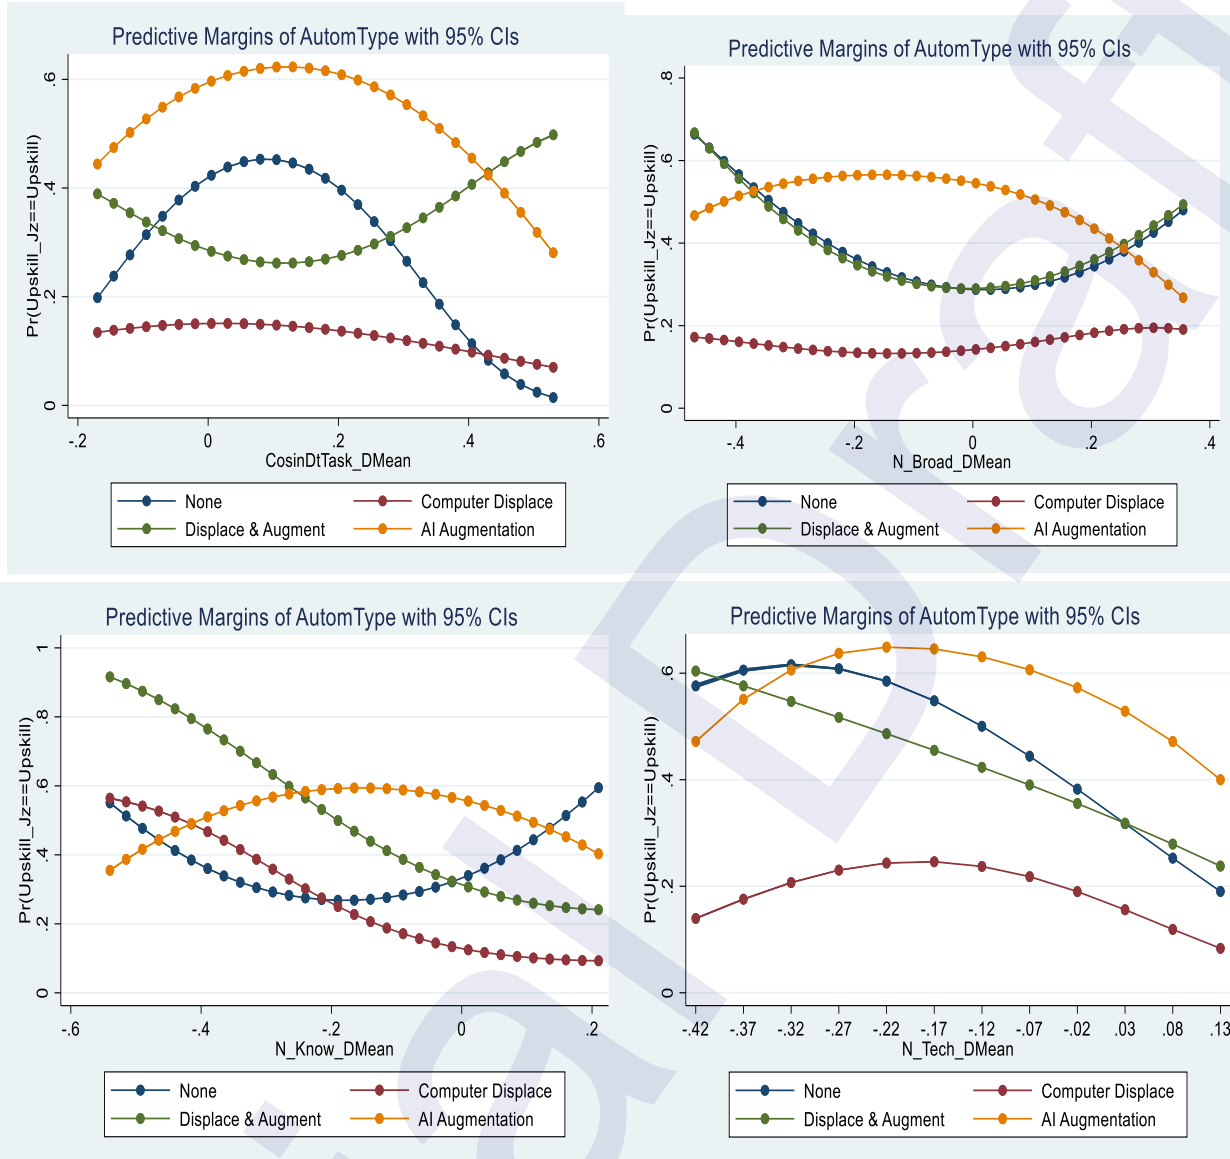 Predictive Margins of AutomType with 95% CIs
Pr(Upskill_Jz==Upskill)
.6
.4
.2
0
-.2 0 .2 .4 .6
CosinDtTask_DMean
None Computer Displace
Displace & Augment AI Augmentation
Predictive Margins of AutomType with 95% CIs
Pr(Upskill_Jz==Upskill)
.8
.6
.4
.2
0
-.4 -.2 0 .2 .4
N_Broad_DMean
None Computer Displace
Displace & Augment AI Augmentation
Predictive Margins of AutomType with 95% CIs
Pr(Upskill_Jz==Upskill)
1
.8
.6
.4
.2
0
-.6 -.4 -.2 0 .2
N_Know_DMean
None Computer Displace
Displace & Augment AI Augmentation
Predictive Margins of AutomType with 95% CIs
Pr(Upskill_Jz==Upskill)
.6
.4
.2
0
-.42 -.37 -.32 -.27 -.22 -.17 -.12 -.07 -.02 .03 .08 .13
N_Tech_DMean
None Computer Displace
Displace & Augment AI Augmentation